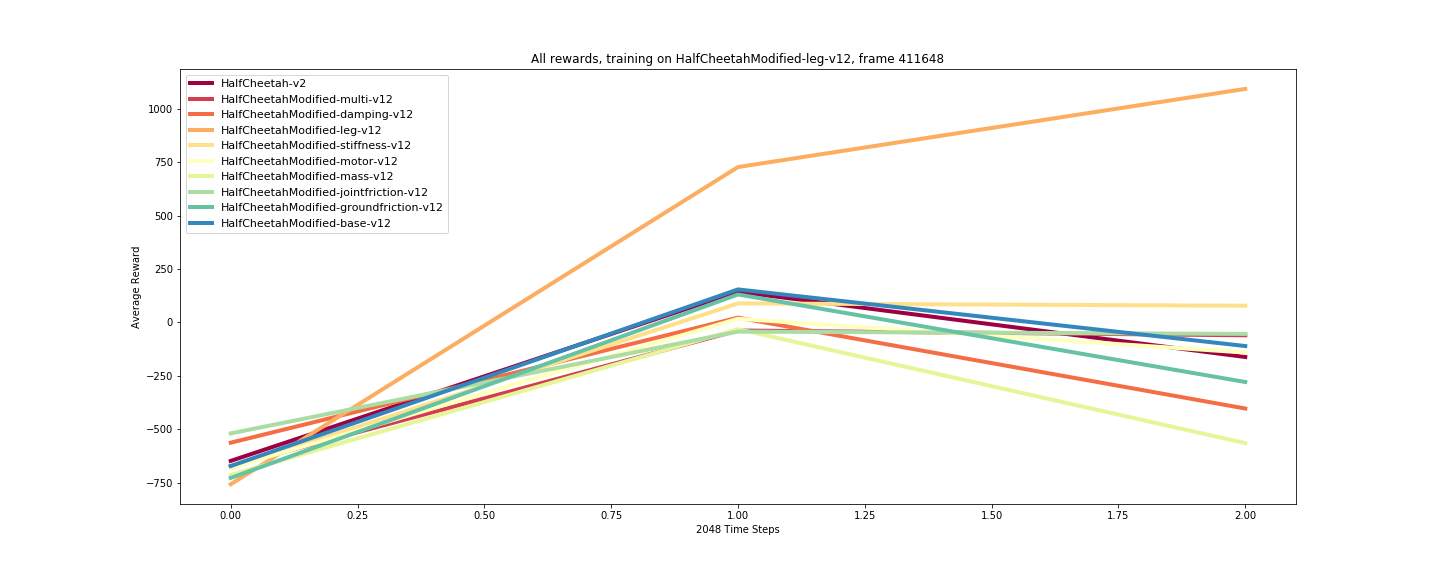 All rewards, training on HalfCheetahModified-leg-v12, frame 411648
HalfCheetah-v2
HalfCheetahModified-multi-v12
HalfCheetahModified-damping-v12
HalfCheetahModified-leg-v12
HalfCheetahModified-stiffness-v12
HalfCheetahModified-motor-v12
HalfCheetahModified-mass-v12
HalfCheetahModified-jointfriction-v12
HalfCheetahModified-groundfriction-v12
HalfCheetahModified-base-v12
Average Reward
1000
750
500
250
0
−250
−500
−750
0.00 0.25 0.50 0.75 1.00 1.25 1.50 1.75 2.00
2048 Time Steps